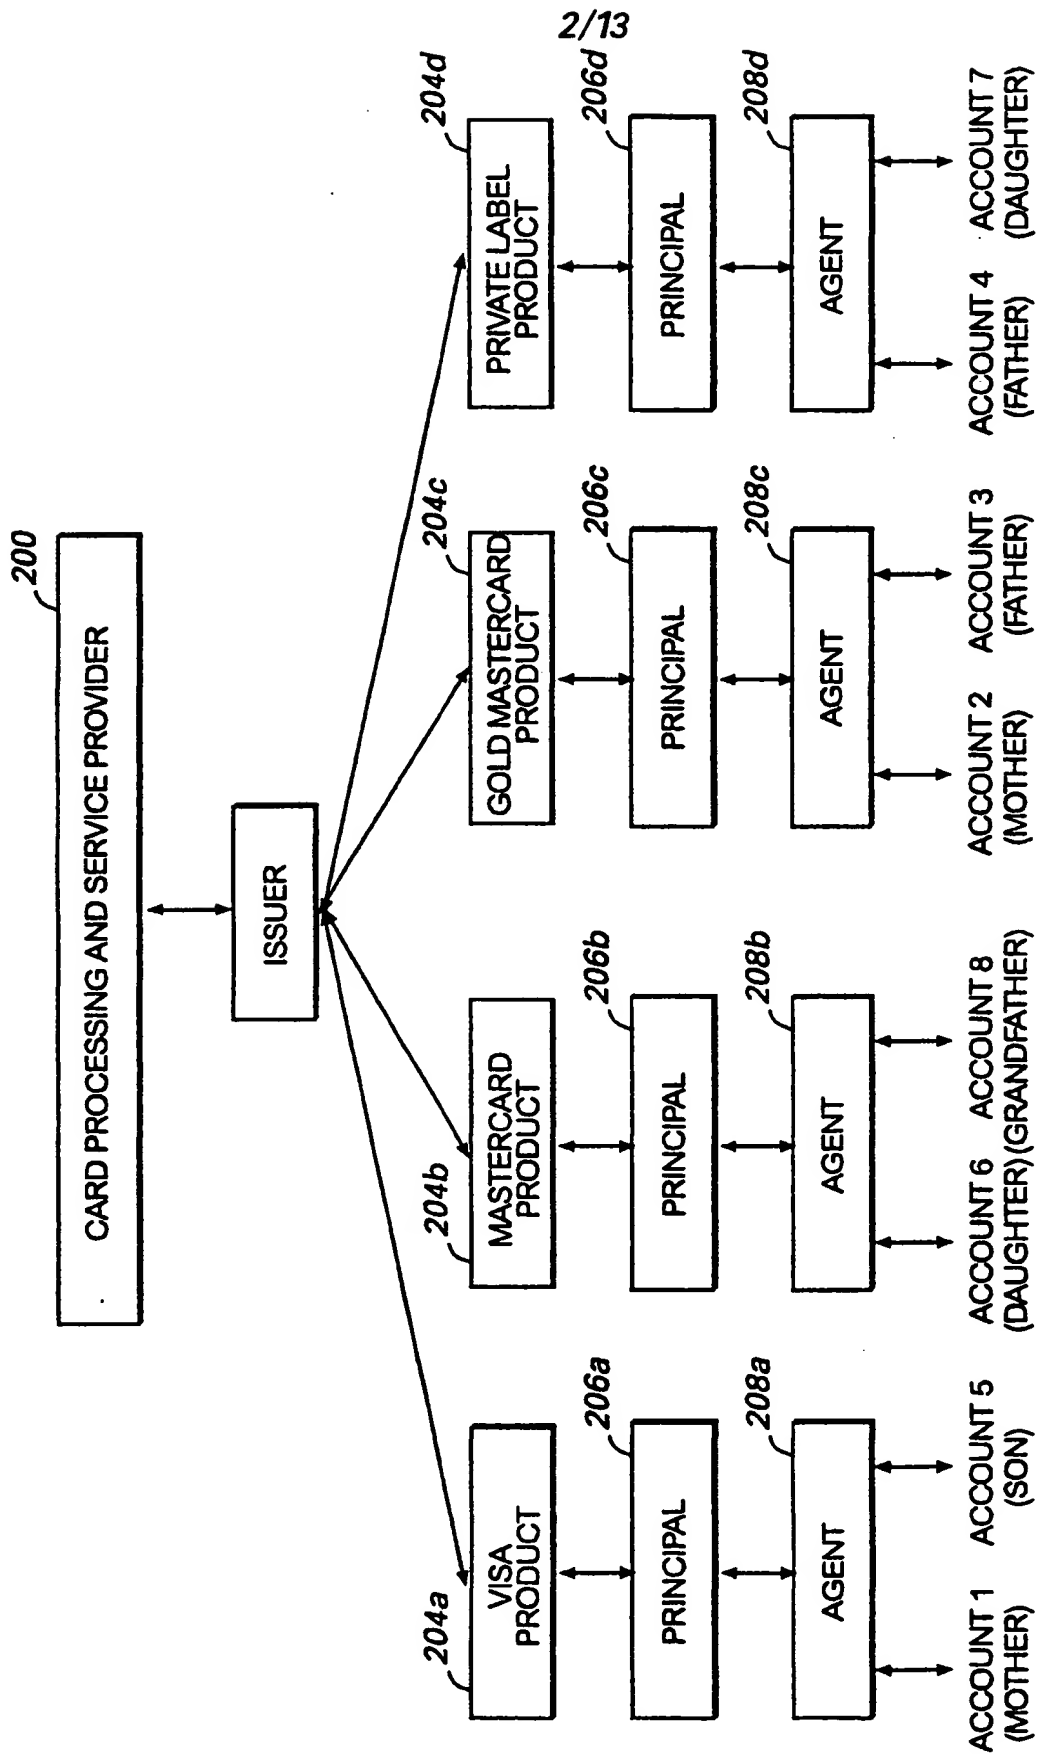 2/13
200
CARD PROCESSING AND SERVICE PROVIDER
ISSUER
204a
VISA
PRODUCT
204b
MASTERCARD
PRODUCT
204c
GOLD MASTERCARD
PRODUCT
204d
PRIVATE LABEL
PRODUCT
206a
PRINCIPAL
206b
PRINCIPAL
206c
PRINCIPAL
206d
PRINCIPAL
208a
AGENT
208b
AGENT
208c
AGENT
208d
AGENT
ACCOUNT 1
(MOTHER)
ACCOUNT 5
(SON)
ACCOUNT 6
(DAUGHTER)
ACCOUNT 8
(GRANDFATHER)
ACCOUNT 2
(MOTHER)
ACCOUNT 3
(FATHER)
ACCOUNT 4
(FATHER)
ACCOUNT 7
(DAUGHTER)